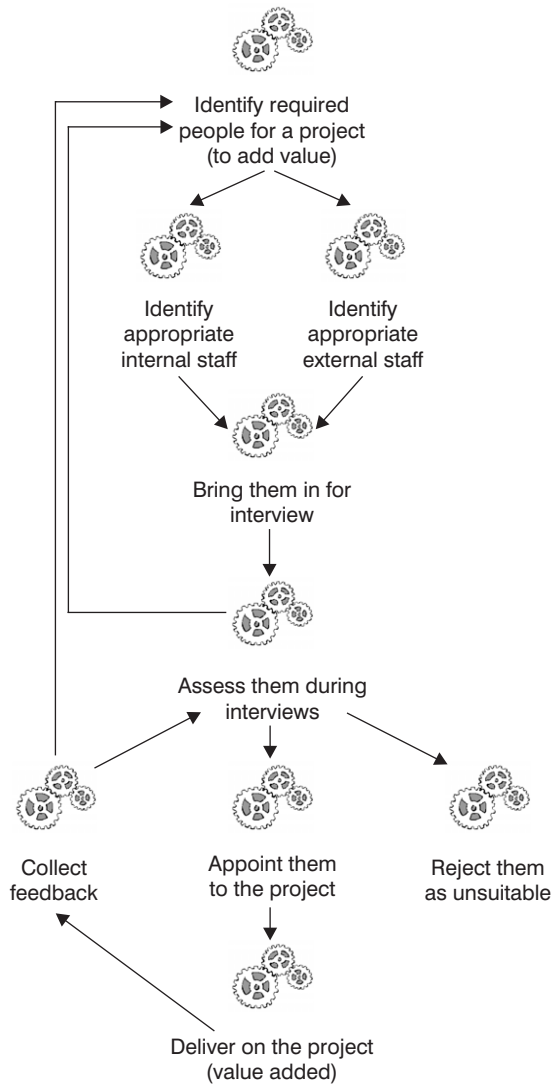 Identify required
people for a project
(to add value)
Identify
appropriate
internal staff
Identify
appropriate
external staff
Bring them in for
interview
Assess them during
interviews
Collect
feedback
Appoint them
to the project
Reject them
as unsuitable
Deliver on the project
(value added)